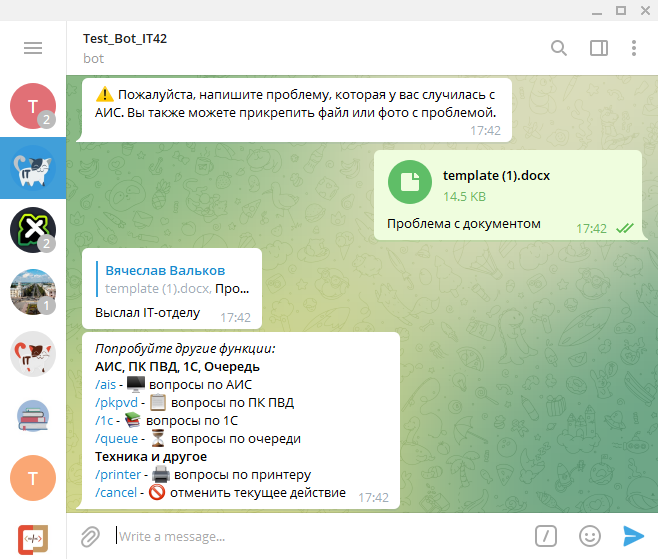 Test_Bot_IT42
bot
Пожалуйста, напишите проблему, которая у вас случилась с
АИС. Вы также можете прикрепить файл или фото с проблемой.
17:42
template (1).docx
14.5 KB
Проблема с документом
17:42
Вячеслав Вальков
template (1).docx, Про...
Выслал IT-отделу
17:42
Попробуйте другие функции:
АИС, ПК ПВД, 1С, Очередь
/ais - вопросы по АИС
/pkpvd - вопросы по ПК ПВД
/1c - вопросы по 1С
/queue - вопросы по очереди
Техника и другое
/printer - вопросы по принтеру
/cancel - отменить текущее действие
17:42
Write a message...
T
2
IT
2
1
IT
T